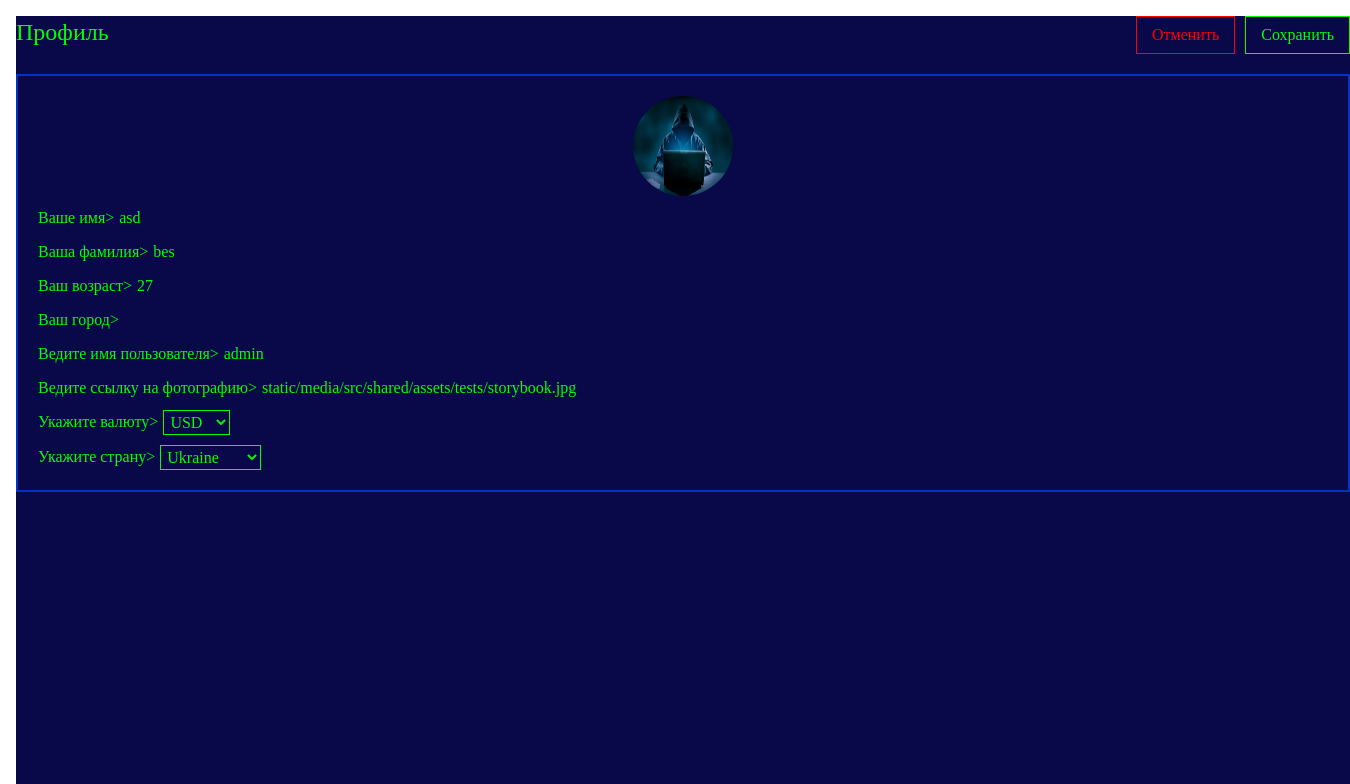 Профиль
Отменить
Сохранить
Ваше имя> asd
Ваша фамилия> bes
Ваш возраст> 27
Ваш город>
Ведите имя пользователя> admin
Ведите ссылку на фотографию> static/media/src/shared/assets/tests/storybook.jpg
Укажите валюту> USD
Укажите страну> Ukraine